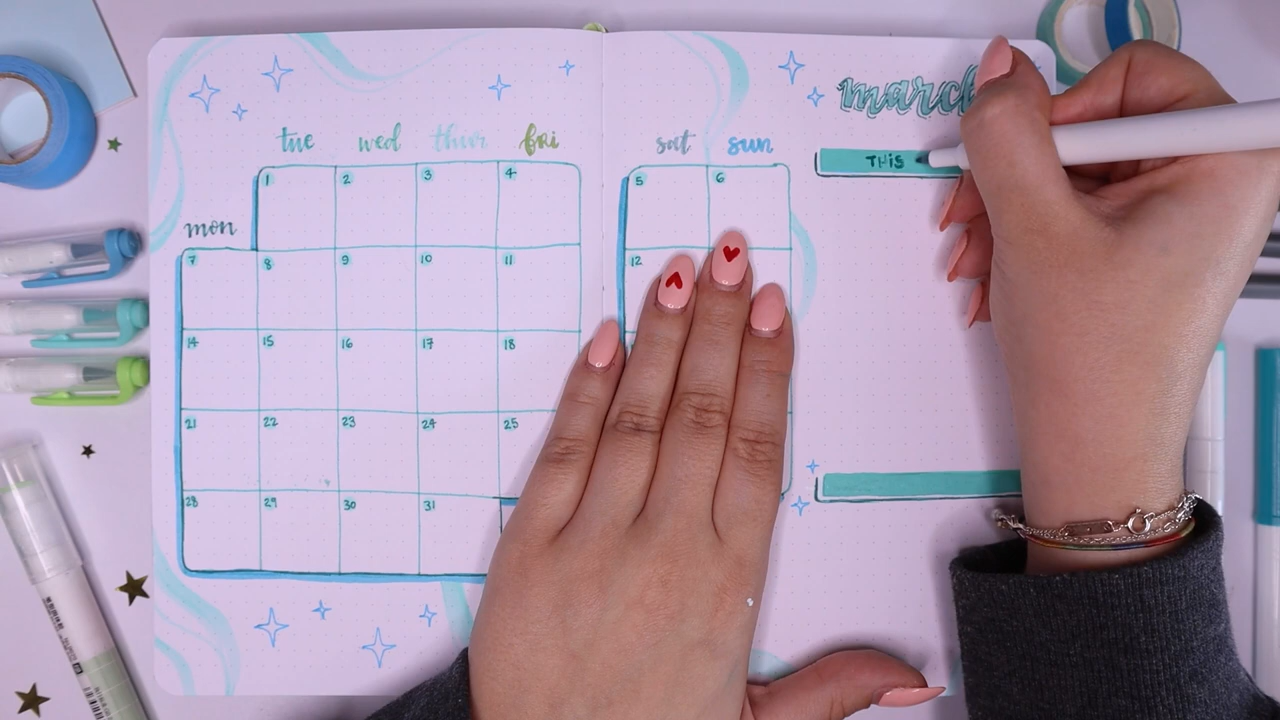 march
THIS
tue wed thur fri sat sun
mon
1 2 3 4 5 6
7 8 9 10 11 12
14 15 16 17 18
21 22 23 24 25
28 29 30 31